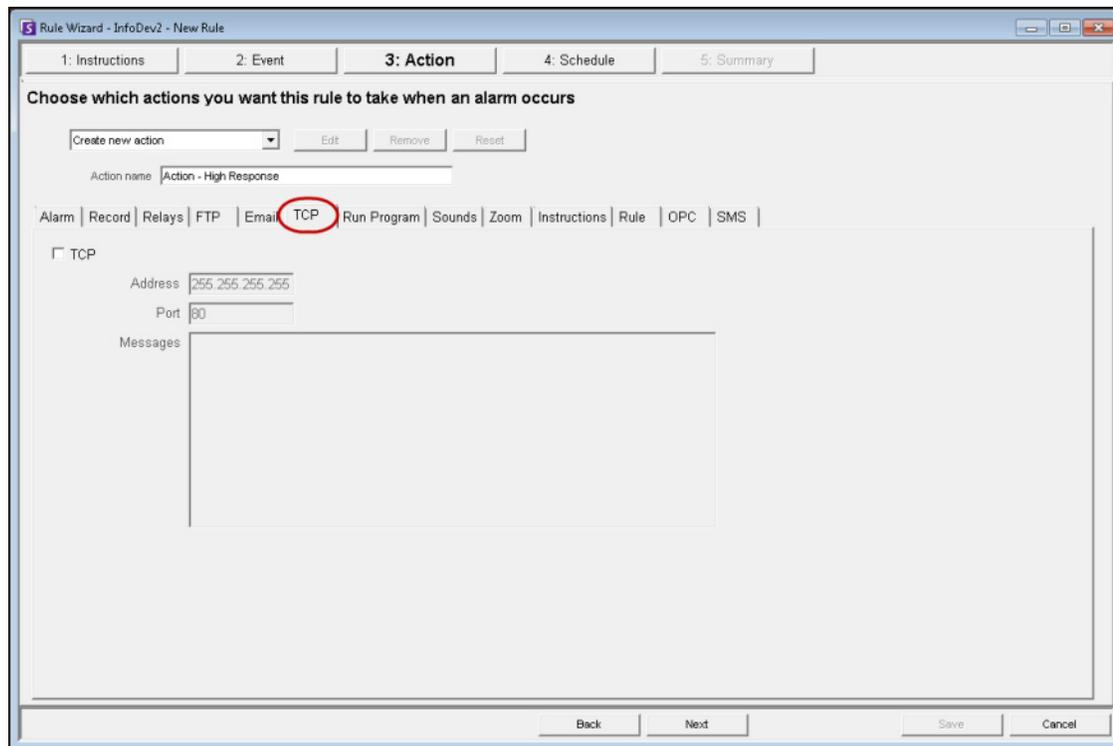 Rule Wizard - InfoDev2 - New Rule
1: Instructions 2: Event 3: Action 4: Schedule 5: Summary
Choose which actions you want this rule to take when an alarm occurs
Create new action Edit Remove Reset
Action name Action - High Response
Alarm Record Relays FTP Email TCP Run Program Sounds Zoom Instructions Rule OPC SMS
TCP
Address 255.255.255.255
Port 80
Messages
Back Next Save Cancel